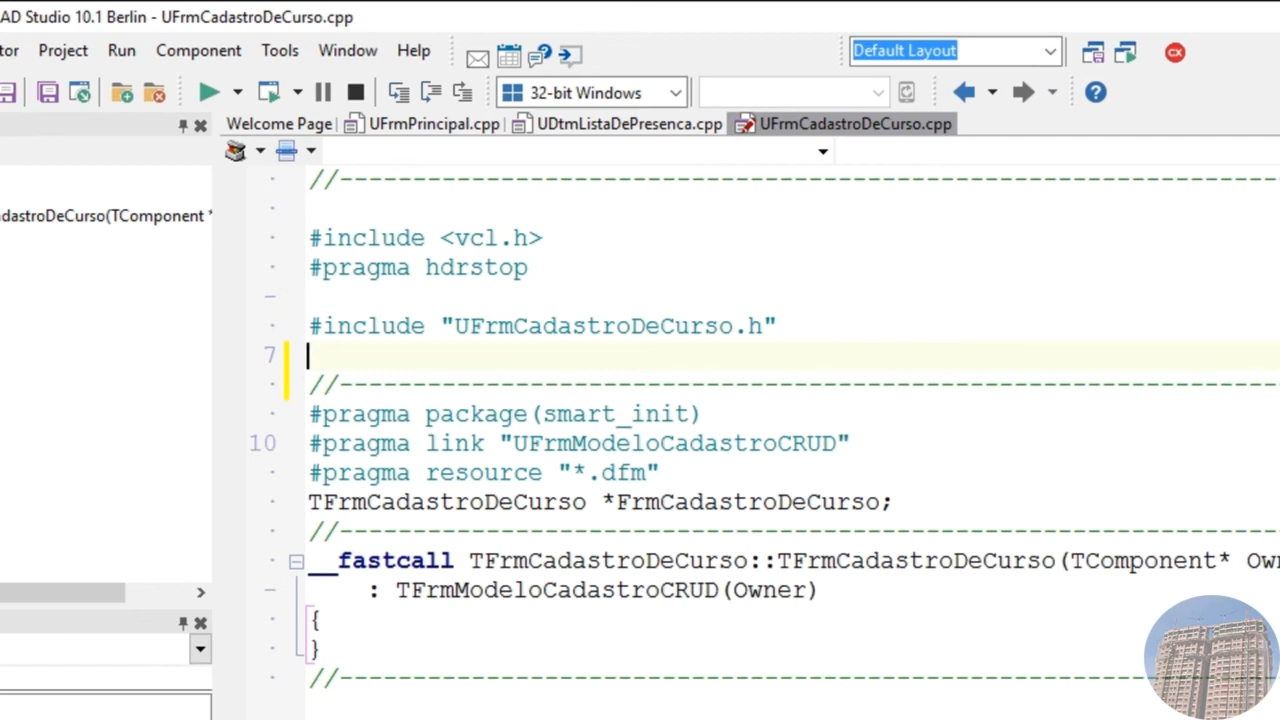 AD Studio 10.1 Berlin - UFrmCadastroDeCurso.cpp
tor Project Run Component Tools Window Help Default Layout CX
32-bit Windows ?
Welcome Page UFrmPrincipal.cpp UDtmListaDePresenca.cpp UFrmCadastroDeCurso.cpp
//----------------------------------------------------------------
adastroDeCurso(TComponent *
#include <vcl.h>
#pragma hdrstop
#include "UFrmCadastroDeCurso.h"
7
//----------------------------------------------------------------
#pragma package(smart_init)
10 #pragma link "UFrmModeloCadastroCRUD"
#pragma resource "*.dfm"
TFrmCadastroDeCurso *FrmCadastroDeCurso;
//----------------------------------------------------------------
__fastcall TFrmCadastroDeCurso::TFrmCadastroDeCurso(TComponent* Ow
: TFrmModeloCadastroCRUD(Owner)
{
}
//----------------------------------------------------------------